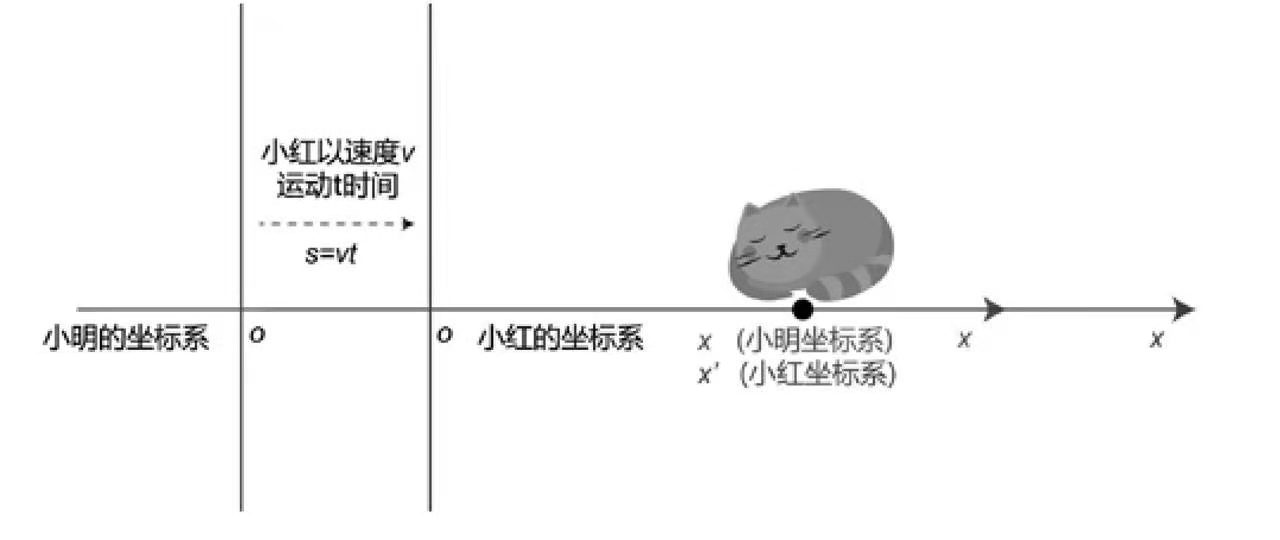 小红以速度v
运动t时间
s=vt
小明的坐标系
o
o
小红的坐标系
x (小明坐标系)
x' (小红坐标系)
x
x